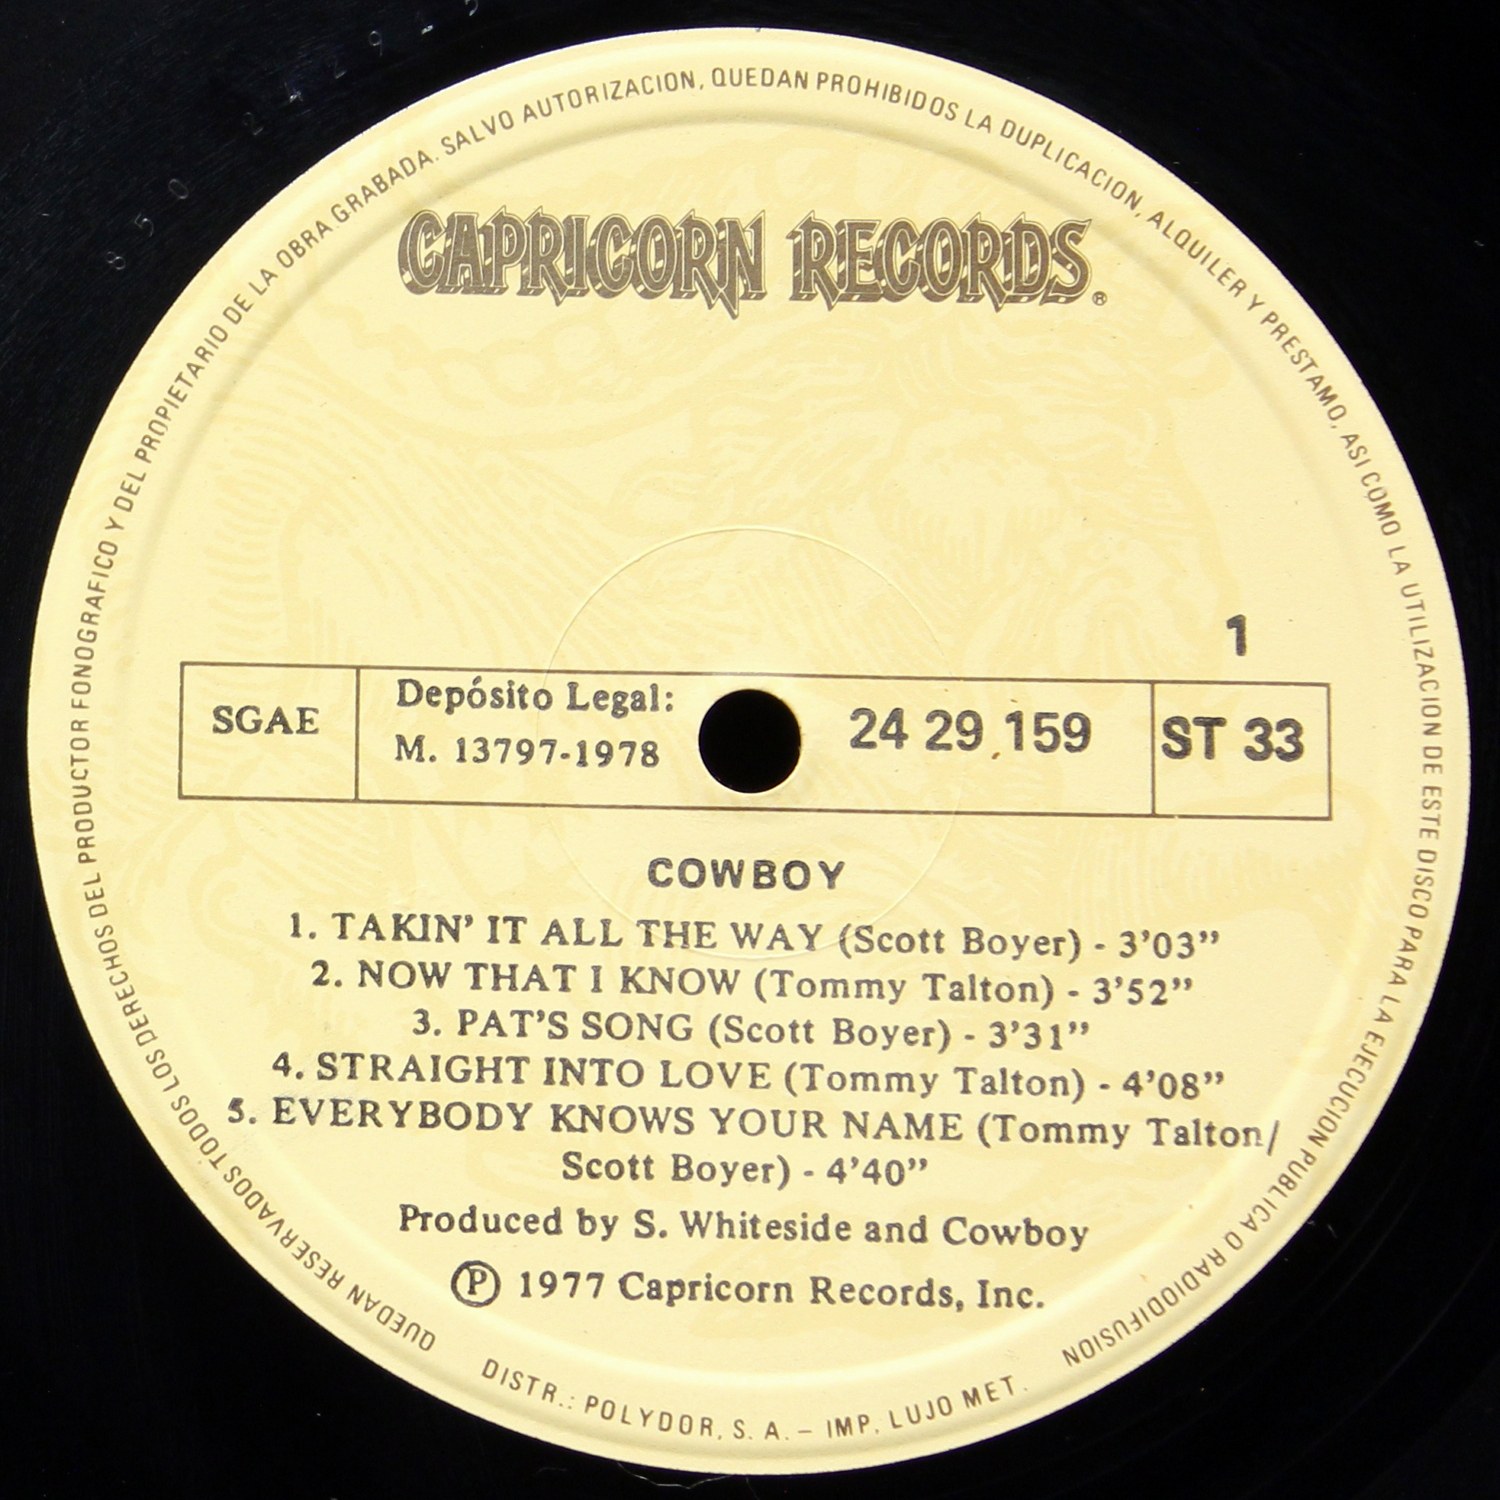 QUEDAN RESERVADOS TODOS LOS DERECHOS DEL PRODUCTOR FONOGRAFICO Y DEL PROPIETARIO DE LA OBRA GRABADA. SALVO AUTORIZACION, QUEDAN PROHIBIDOS LA DUPLICACION, ALQUILER Y PRESTAMO, ASI COMO LA UTILIZACION DE ESTE DISCO PARA LA EJECUCION PUBLICA O RADIODIFUSION
CAPRICORN RECORDS®
1
SGAE
Depósito Legal:
M. 13797-1978
24 29 159
ST 33
COWBOY
1. TAKIN' IT ALL THE WAY (Scott Boyer) - 3'03"
2. NOW THAT I KNOW (Tommy Talton) - 3'52"
3. PAT'S SONG (Scott Boyer) - 3'31"
4. STRAIGHT INTO LOVE (Tommy Talton) - 4'08"
5. EVERYBODY KNOWS YOUR NAME (Tommy Talton/
Scott Boyer) - 4'40"
Produced by S. Whiteside and Cowboy
℗ 1977 Capricorn Records, Inc.
DISTR.: POLYDOR, S. A. – IMP. LUJO MET.